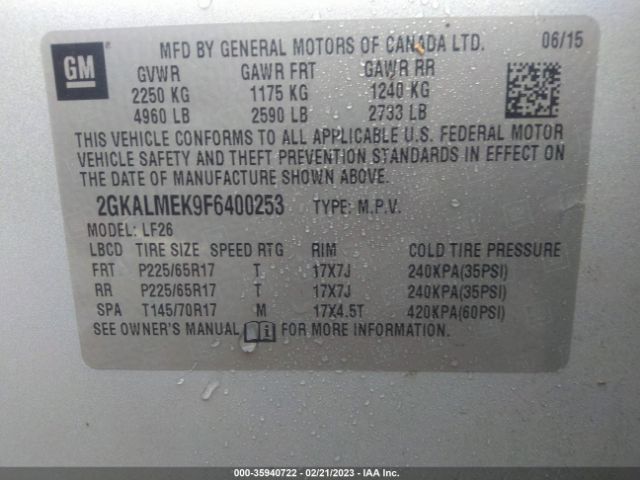 GM
MFD BY GENERAL MOTORS OF CANADA LTD. 06/15
GVWR GAWR FRT GAWR RR
2250 KG 1175 KG 1240 KG
4960 LB 2590 LB 2733 LB
THIS VEHICLE CONFORMS TO ALL APPLICABLE U.S. FEDERAL MOTOR
VEHICLE SAFETY AND THEFT PREVENTION STANDARDS IN EFFECT ON
THE DATE OF MANUFACTURE SHOWN ABOVE.
2GKALMEK9F6400253 TYPE: M.P.V.
MODEL: LF26
LBCD TIRE SIZE SPEED RTG RIM COLD TIRE PRESSURE
FRT P225/65R17 T 17X7J 240KPA(35PSI)
RR P225/65R17 T 17X7J 240KPA(35PSI)
SPA T145/70R17 M 17X4.5T 420KPA(60PSI)
SEE OWNER'S MANUAL FOR MORE INFORMATION.
000-35940722 - 02/21/2023 - IAA Inc.